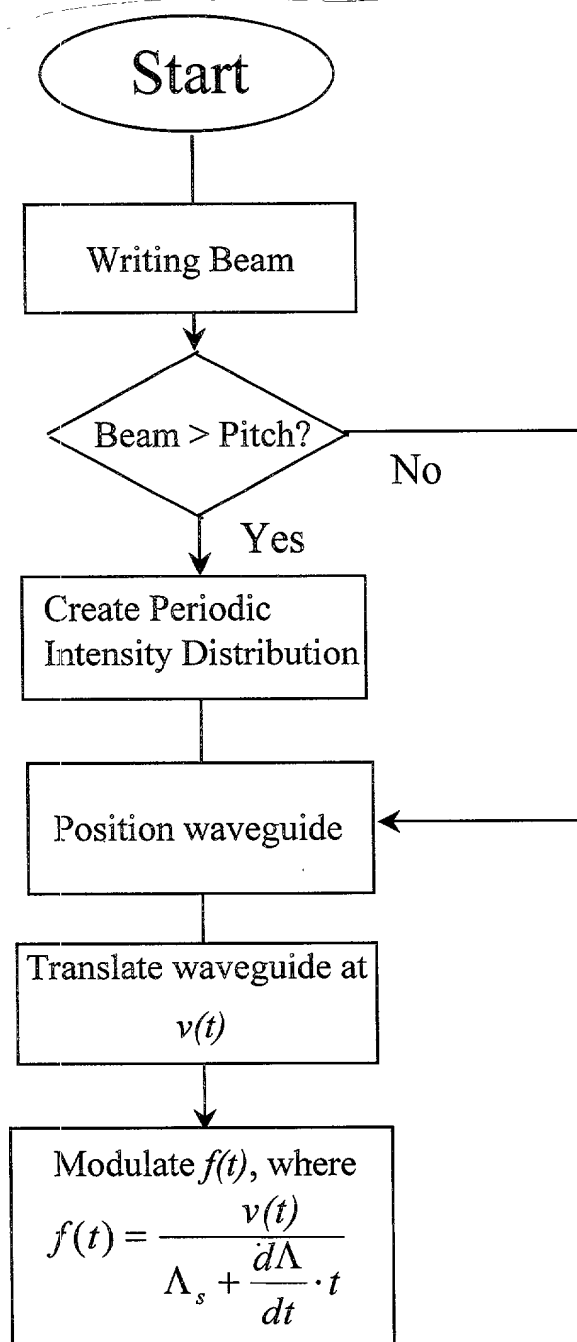 Start
Writing Beam
Beam > Pitch?
No
Yes
Create Periodic
Intensity Distribution
Position waveguide
Translate waveguide at
v(t)
Modulate f(t), where
f(t) = v(t) / (Λ_s + dΛ/dt · t)